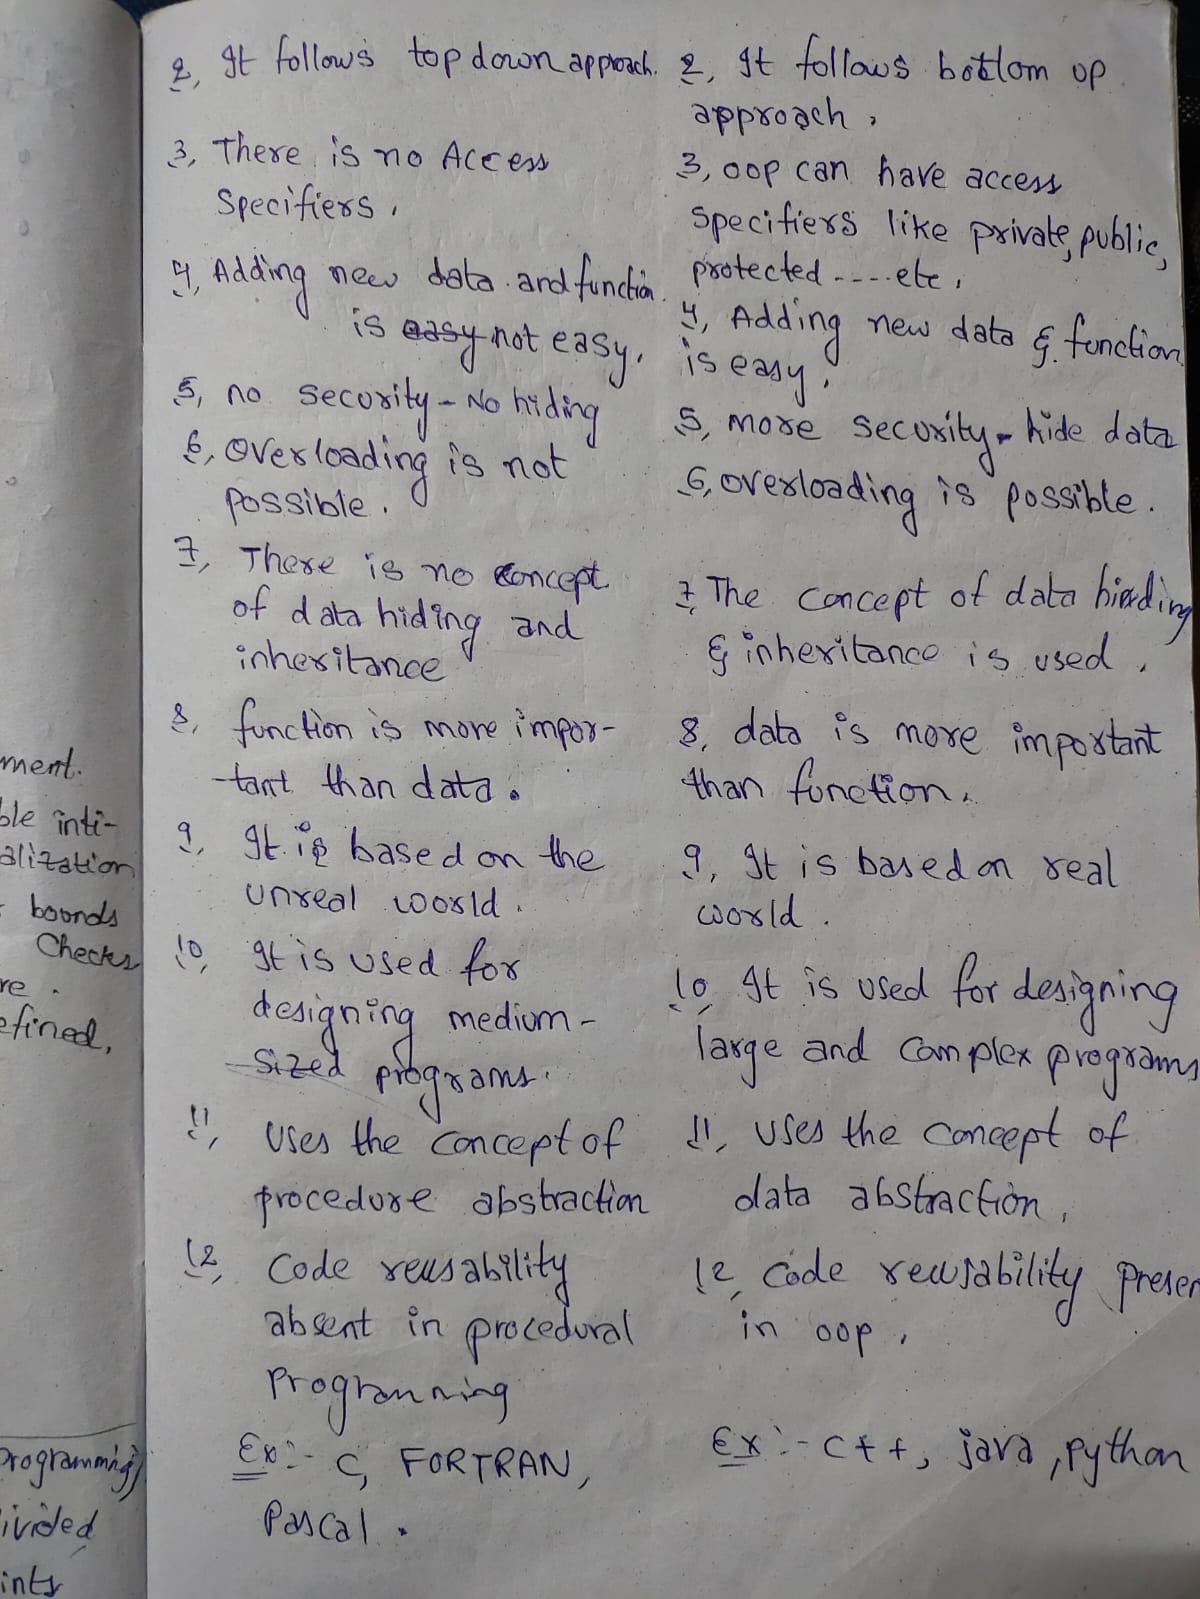 2, It follows top down approach.
3, There is no Access
Specifiers.
4, Adding new data and function
is easy not easy.
5, no security - No hiding
6, Overloading is not
possible.
7, There is no concept
of data hiding and
inheritance
8, function is more impor-
-tant than data.
9, It is based on the
unreal world.
10, It is used for
designing medium-
-sized programs.
11, Uses the concept of
procedure abstraction
12, Code reusability
absent in procedural
Programming
Ex:- C, FORTRAN,
Pascal.
2, It follows bottom up
approach,
3, oop can have access
specifiers like private, public,
protected ---- etc,
4, Adding new data & function
is easy,
5, more security - hide data
6, overloading is possible.
7, The concept of data hiding
& inheritance is used,
8, data is more important
than function.
9, It is based on real
world.
10, It is used for designing
large and complex programs
11, uses the concept of
data abstraction,
12, Code reusability presen
in oop,
Ex:- C++, java, python
ment.
ble inti-
alization
bounds
Checks
re.
efined,
programming
ivided
ints